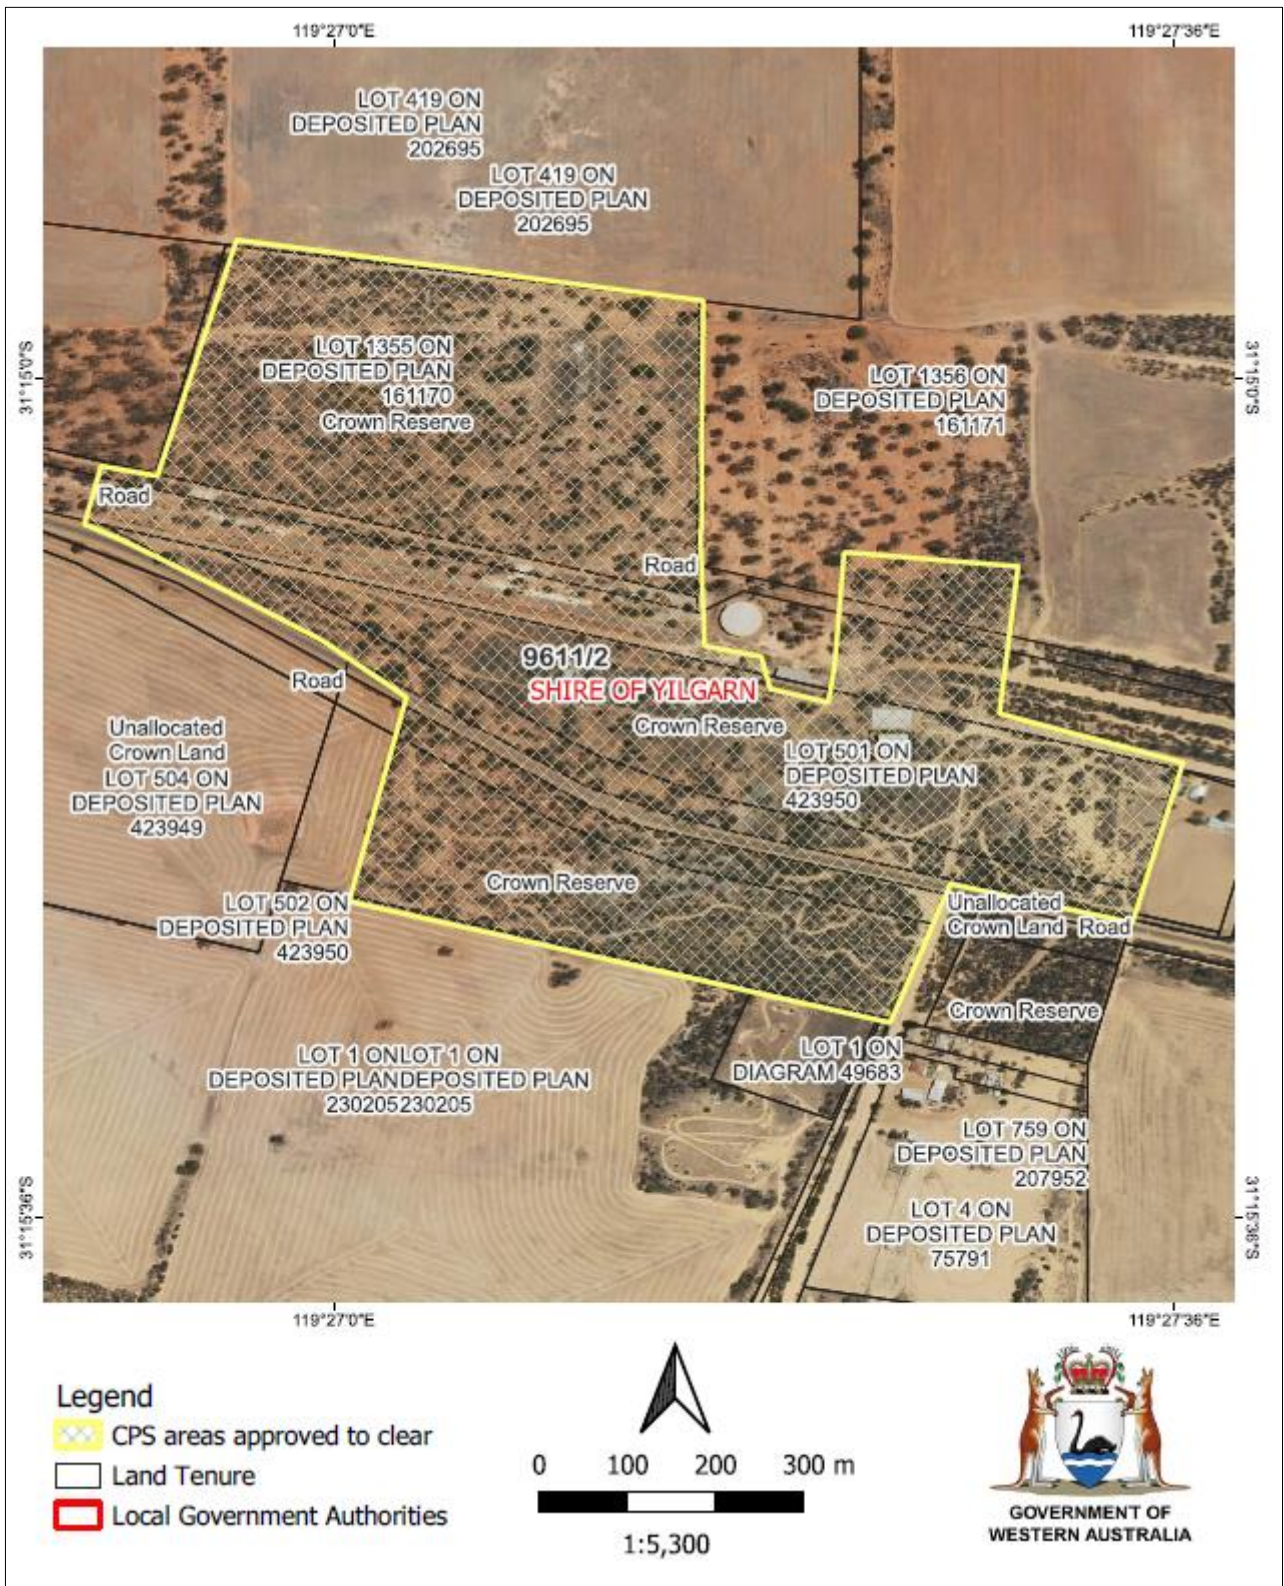 119°27'0"E
119°27'36"E
LOT 419 ON
DEPOSITED PLAN
202695
LOT 419 ON
DEPOSITED PLAN
202695
31°15'0"S
31°15'0"S
LOT 1355 ON
DEPOSITED PLAN
161170
Crown Reserve
LOT 1356 ON
DEPOSITED PLAN
161171
Road
Road
9611/2
SHIRE OF YILGARN
Road
Crown Reserve
Unallocated
Crown Land
LOT 504 ON
DEPOSITED PLAN
423949
LOT 501 ON
DEPOSITED PLAN
423950
Crown Reserve
LOT 502 ON
DEPOSITED PLAN
423950
Unallocated
Crown Land
Road
Crown Reserve
LOT 1 ON
DIAGRAM 49683
LOT 1 ONLOT 1 ON
DEPOSITED PLANDEPOSITED PLAN
230205230205
LOT 759 ON
DEPOSITED PLAN
207952
LOT 4 ON
DEPOSITED PLAN
75791
31°15'36"S
31°15'36"S
119°27'0"E
119°27'36"E
Legend
CPS areas approved to clear
Land Tenure
Local Government Authorities
0 100 200 300 m
1:5,300
GOVERNMENT OF
WESTERN AUSTRALIA